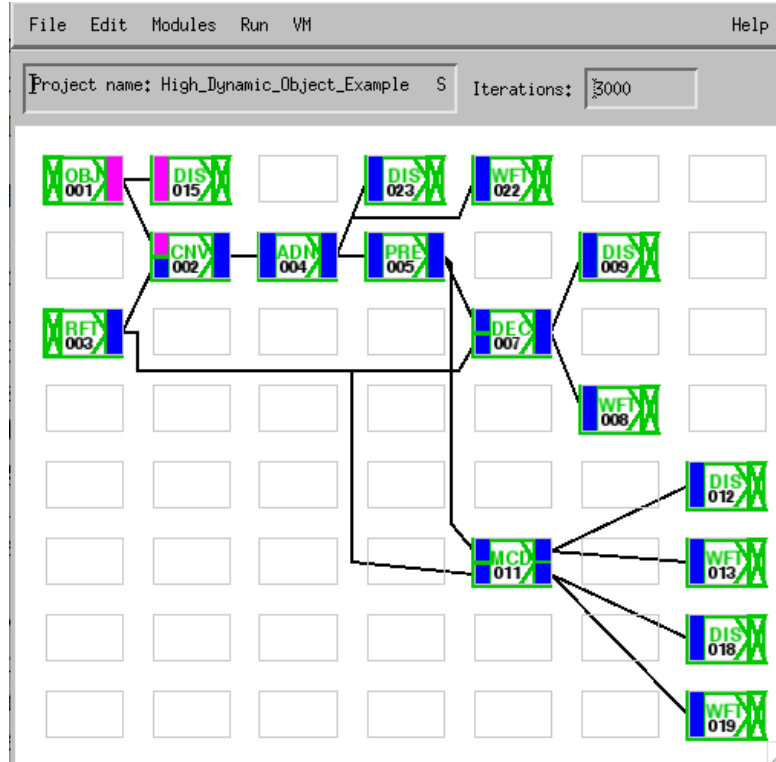 File Edit Modules Run VM Help
Project name: High_Dynamic_Object_Example S Iterations: 3000
OBJ 001 DIS 015 DIS 023 WFT 022
CNV 002 ADN 004 PRE 005 DIS 009
RFT 003 DEC 007
WFT 008
DIS 012
MCD 011 WFT 013
DIS 018
WFT 019